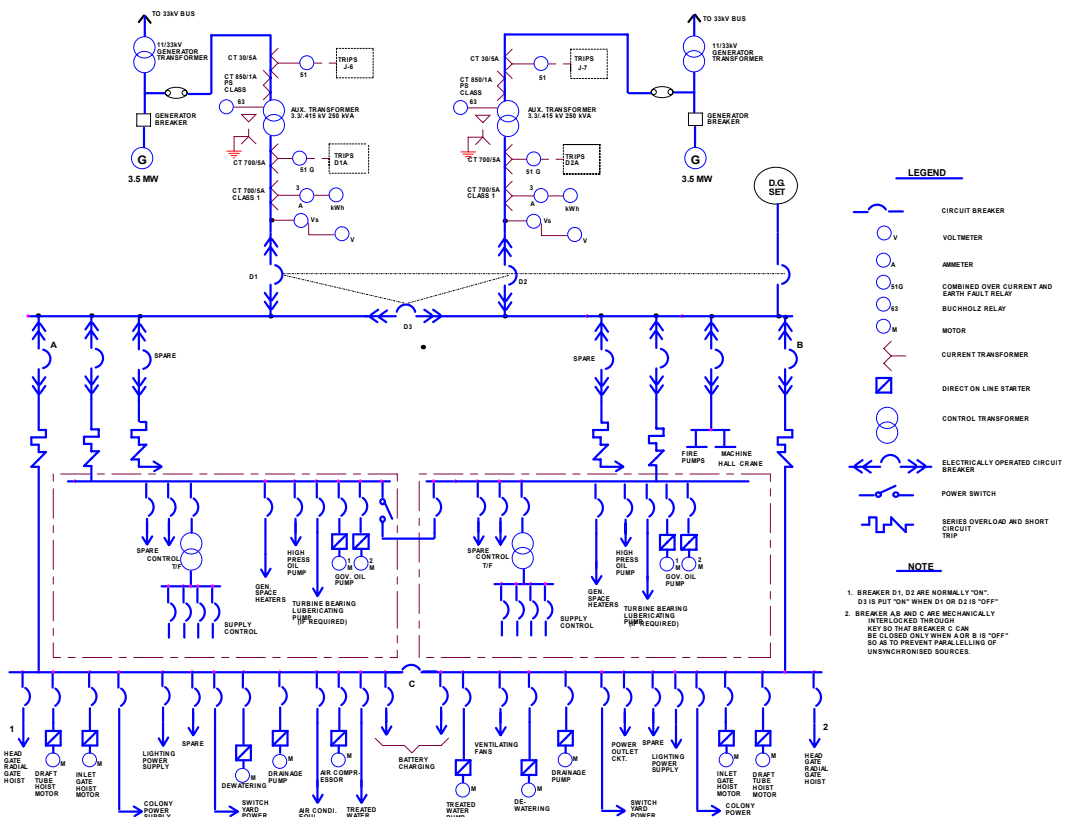 TO 33kV BUS
11/33kV
GENERATOR
TRANSFORMER
GENERATOR
BREAKER
G
3.5 MW
CT 30/5A
51
TRIPS
J-6
CT 850/1A
PS
CLASS
63
AUX. TRANSFORMER
3.3/.415 kV 250 kVA
CT 700/5A
51 G
TRIPS
D1A
CT 700/5A
CLASS 1
3
A
kWh
Vs
V
D1
TO 33kV BUS
11/33kV
GENERATOR
TRANSFORMER
GENERATOR
BREAKER
G
3.5 MW
CT 30/5A
51
TRIPS
J-7
CT 850/1A
PS
CLASS
63
AUX. TRANSFORMER
3.3/.415 kV 250 kVA
CT 700/5A
51 G
TRIPS
D2A
CT 700/5A
CLASS 1
3
A
kWh
Vs
V
D2
D3
D.G.
SET
A
SPARE
SPARE
B
FIRE
PUMPS
MACHINE
HALL CRANE
SPARE
CONTROL
T/F
SUPPLY
CONTROL
GEN.
SPACE
HEATERS
HIGH
PRESS
OIL
PUMP
TURBINE BEARING
LUBRICATING
PUMP
(IF REQUIRED)
1
M
2
M
GOV. OIL
PUMP
SPARE
CONTROL
T/F
SUPPLY
CONTROL
GEN.
SPACE
HEATERS
HIGH
PRESS
OIL
PUMP
TURBINE BEARING
LUBRICATING
PUMP
(IF REQUIRED)
1
M
2
M
GOV. OIL
PUMP
C
1
HEAD
GATE
RADIAL
GATE
HOIST
M
DRAFT
TUBE
HOIST
MOTOR
M
INLET
GATE
HOIST
MOTOR
COLONY
POWER
SUPPLY
LIGHTING
POWER
SUPPLY
SPARE
SWITCH
YARD
POWER
M
DEWATERING
M
DRAINAGE
PUMP
AIR CONDI.
M
AIR COMPR-
ESSOR
TREATED
WATER
BATTERY
CHARGING
M
TREATED
WATER
VENTILATING
FANS
M
DE-
WATERING
M
DRAINAGE
PUMP
SWITCH
YARD
POWER
POWER
OUTLET
CKT.
SPARE
LIGHTING
POWER
SUPPLY
COLONY
POWER
M
INLET
GATE
HOIST
MOTOR
M
DRAFT
TUBE
HOIST
MOTOR
2
HEAD
GATE
RADIAL
GATE
HOIST
LEGEND
CIRCUIT BREAKER
V
VOLTMETER
A
AMMETER
51G
COMBINED OVER CURRENT AND
EARTH FAULT RELAY
63
BUCHHOLZ RELAY
M
MOTOR
CURRENT TRANSFORMER
DIRECT ON LINE STARTER
CONTROL TRANSFORMER
ELECTRICALLY OPERATED CIRCUIT
BREAKER
POWER SWITCH
SERIES OVERLOAD AND SHORT
CIRCUIT
TRIP
NOTE
1. BREAKER D1, D2 ARE NORMALLY "ON".
D3 IS PUT "ON" WHEN D1 OR D2 IS "OFF"
2. BREAKER A,B AND C ARE MECHANICALLY
INTERLOCKED THROUGH
KEY SO THAT BREAKER C CAN
BE CLOSED ONLY WHEN A OR B IS "OFF"
SO AS TO PREVENT PARALLELLING OF
UNSYNCHRONISED SOURCES.